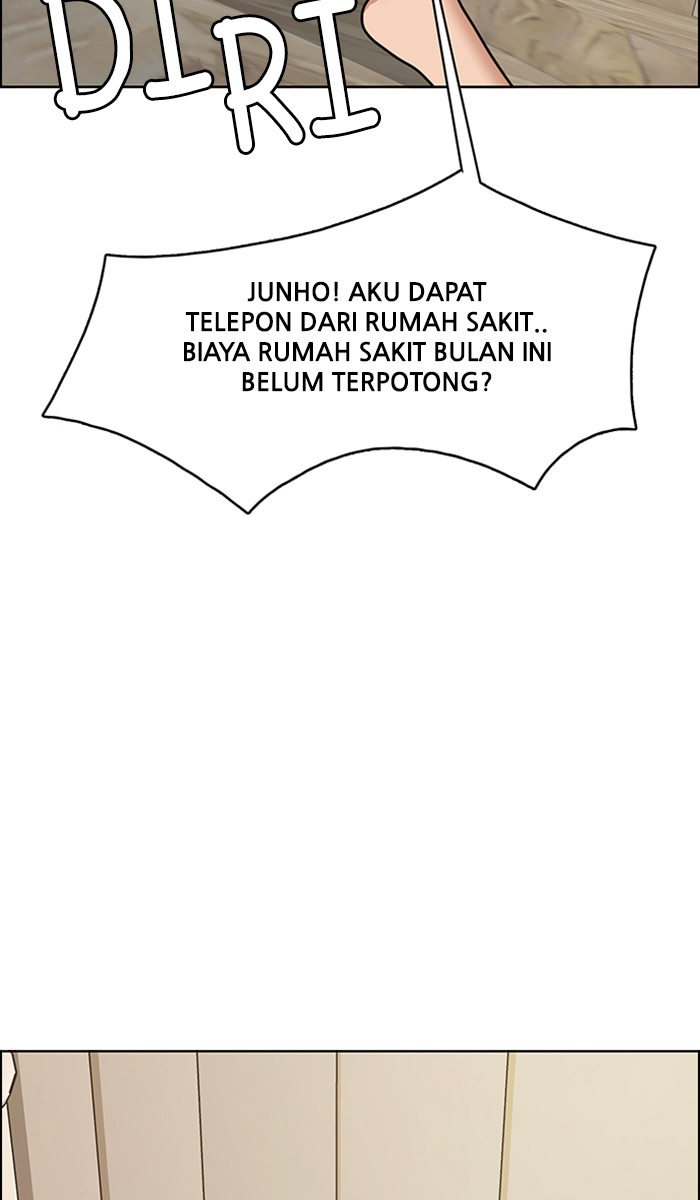 DIRI
JUNHO! AKU DAPAT
TELEPON DARI RUMAH SAKIT..
BIAYA RUMAH SAKIT BULAN INI
BELUM TERPOTONG?